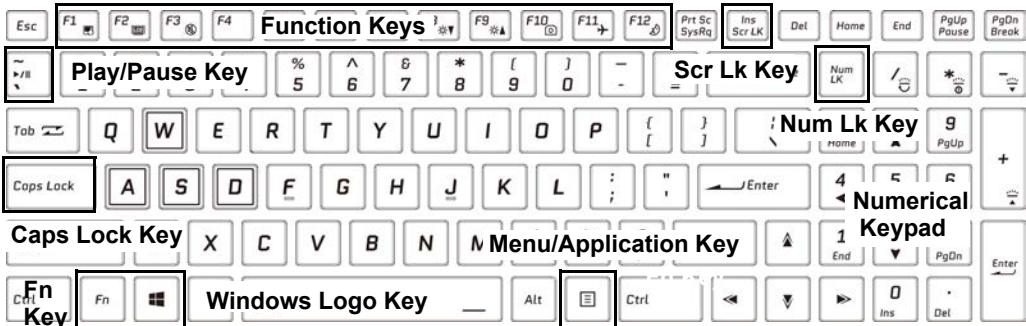 Esc F1 F2 F3 F4 Function Keys F9 F10 F11 F12 Prt Sc SysRq Ins Scr LK Del Home End PgUp Pause PgDn Break
~ ` Play/Pause Key % 5 ^ 6 & 7 * 8 ( 9 ) 0 _ - = Scr Lk Key Num LK / * -
Tab Q W E R T Y U I O P { [ } ] \ Num Lk Key Home 9 PgUp +
Caps Lock A S D F G H J K L : ; " ' Enter 4 5 6 Numerical Keypad
Caps Lock Key X C V B N M Menu/Application Key 1 End PgDn Enter
Ctrl Fn Key Fn Windows Logo Key Alt Ctrl 0 Ins . Del